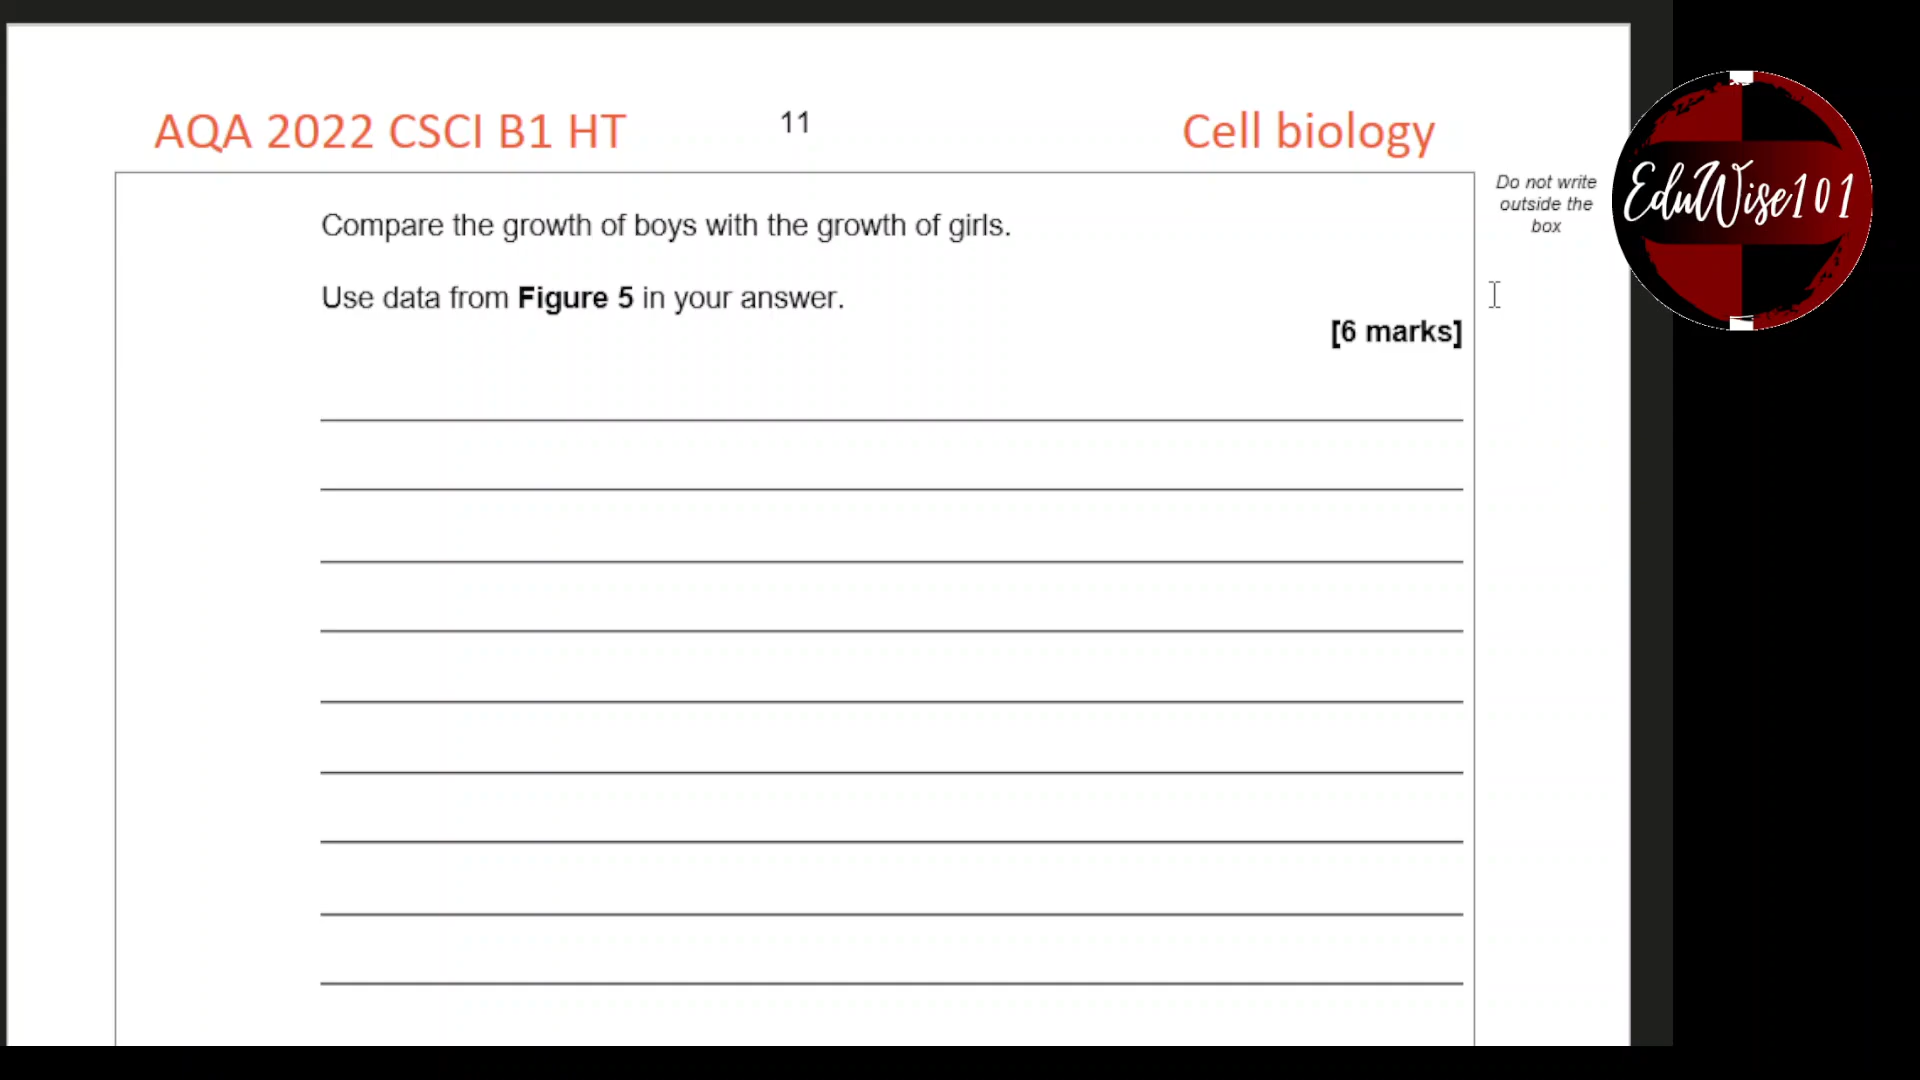 AQA 2022 CSCI B1 HT
11
Cell biology
Do not write
outside the
box
EduWise101
Compare the growth of boys with the growth of girls.
Use data from Figure 5 in your answer.
[6 marks]